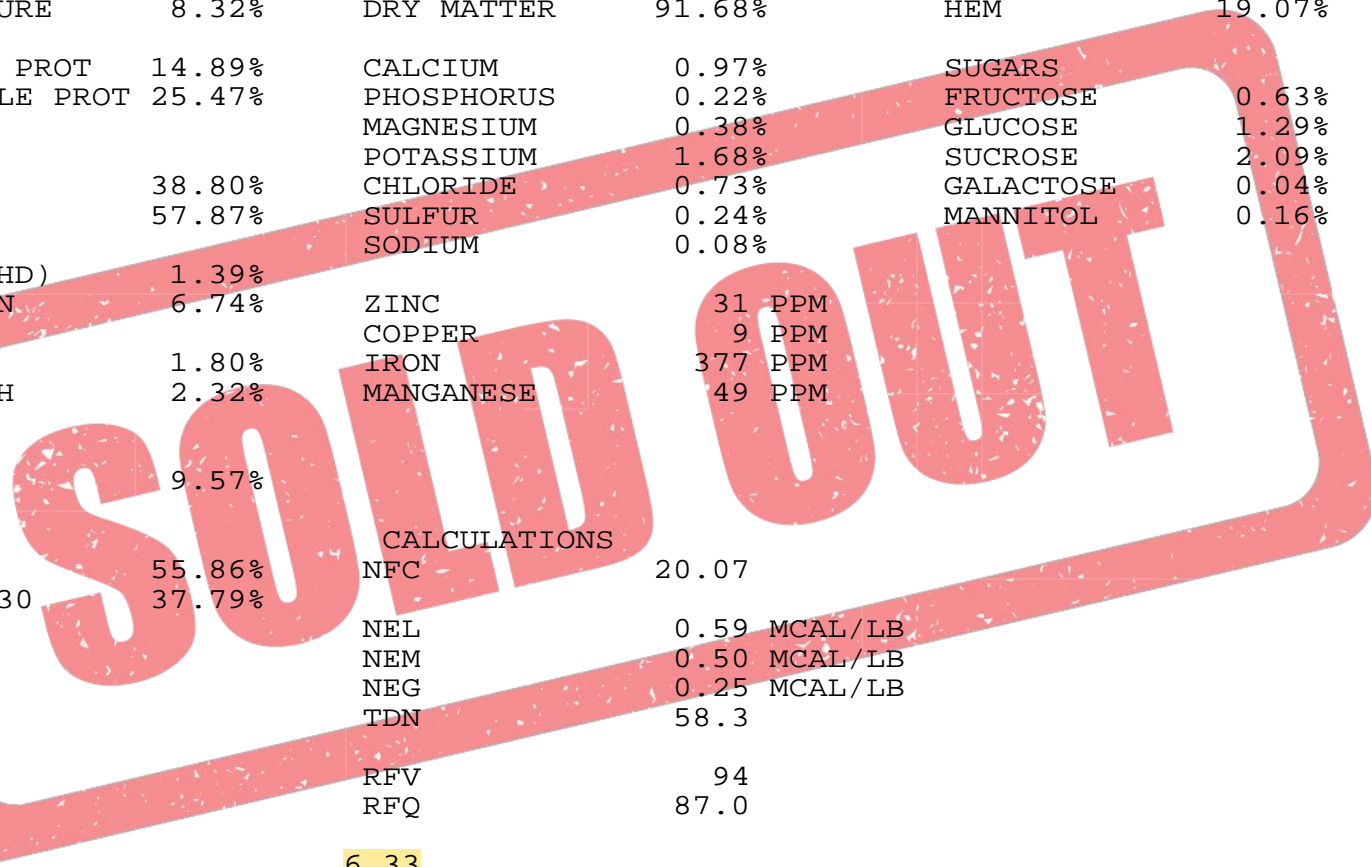 URE 8.32% DRY MATTER 91.68% HEM 19.07%
PROT 14.89% CALCIUM 0.97% SUGARS
LE PROT 25.47% PHOSPHORUS 0.22% FRUCTOSE 0.63%
MAGNESIUM 0.38% GLUCOSE 1.29%
POTASSIUM 1.68% SUCROSE 2.09%
38.80% CHLORIDE 0.73% GALACTOSE 0.04%
57.87% SULFUR 0.24% MANNITOL 0.16%
SODIUM 0.08%
HD) 1.39%
N 6.74% ZINC 31 PPM
COPPER 9 PPM
1.80% IRON 377 PPM
H 2.32% MANGANESE 49 PPM
9.57%
CALCULATIONS
55.86% NFC 20.07
30 37.79%
NEL 0.59 MCAL/LB
NEM 0.50 MCAL/LB
NEG 0.25 MCAL/LB
TDN 58.3
RFV 94
RFQ 87.0
6.33
SOLD OUT